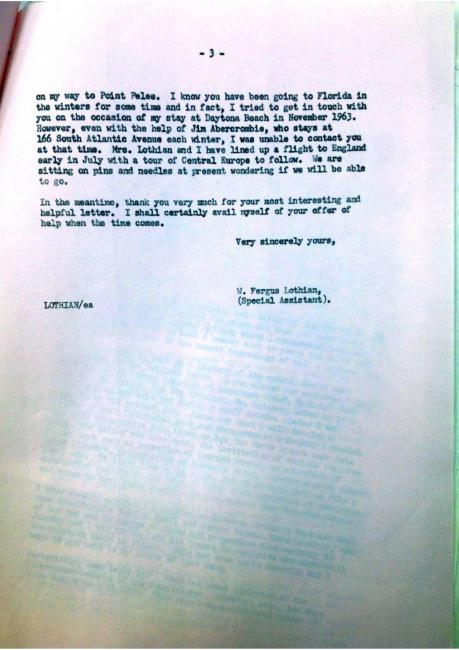 - 3 -
on my way to Point Pelee. I know you have been going to Florida in
the winters for some time and in fact, I tried to get in touch with
you on the occasion of my stay at Daytona Beach in November 1963.
However, even with the help of Jim Abercrombie, who stays at
166 South Atlantic Avenue each winter, I was unable to contact you
at that time. Mrs. Lothian and I have lined up a flight to England
early in July with a tour of Central Europe to follow. We are
sitting on pins and needles at present wondering if we will be able
to go.
In the meantime, thank you very much for your most interesting and
helpful letter. I shall certainly avail myself of your offer of
help when the time comes.
Very sincerely yours,
W. Fergus Lothian,
(Special Assistant).
LOTHIAN/ea